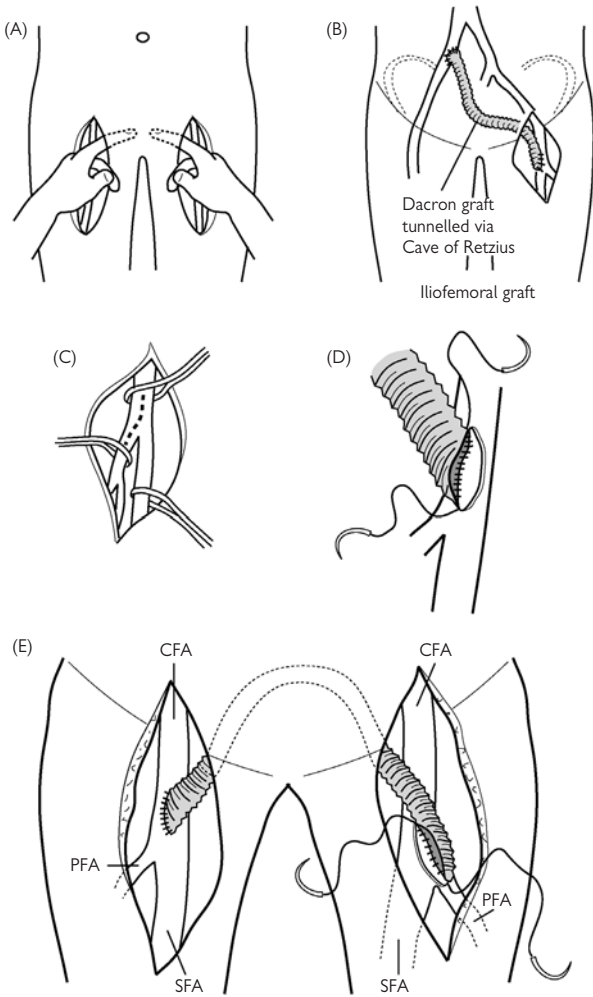 (A)
(B)
Dacron graft
tunnelled via
Cave of Retzius
Iliofemoral graft
(C)
(D)
(E)
CFA
CFA
PFA
PFA
SFA
SFA